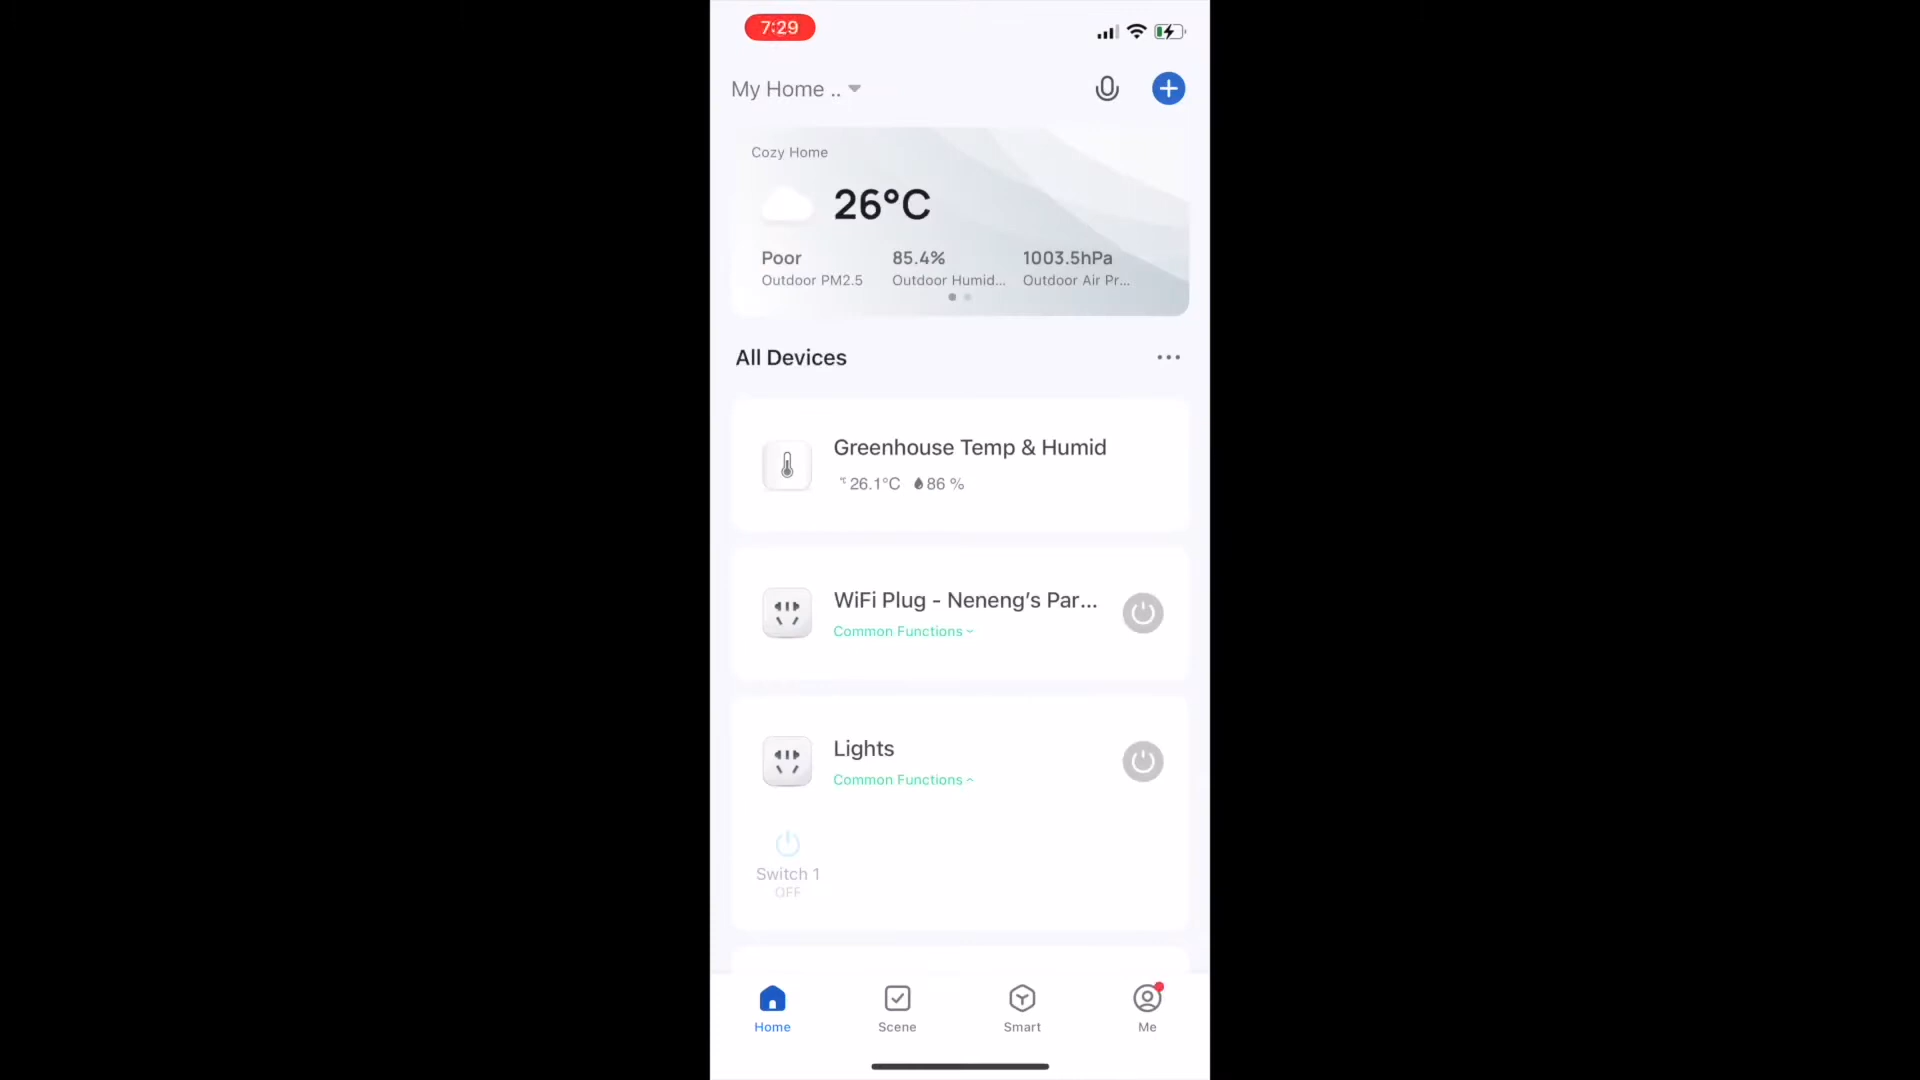 7:29
My Home ..
Cozy Home
26°C
Poor 85.4% 1003.5hPa
Outdoor PM2.5 Outdoor Humid... Outdoor Air Pr...
All Devices
Greenhouse Temp & Humid
℃ 26.1°C 86 %
WiFi Plug - Neneng’s Par...
Common Functions
Lights
Common Functions
Switch 1
OFF
Home Scene Smart Me